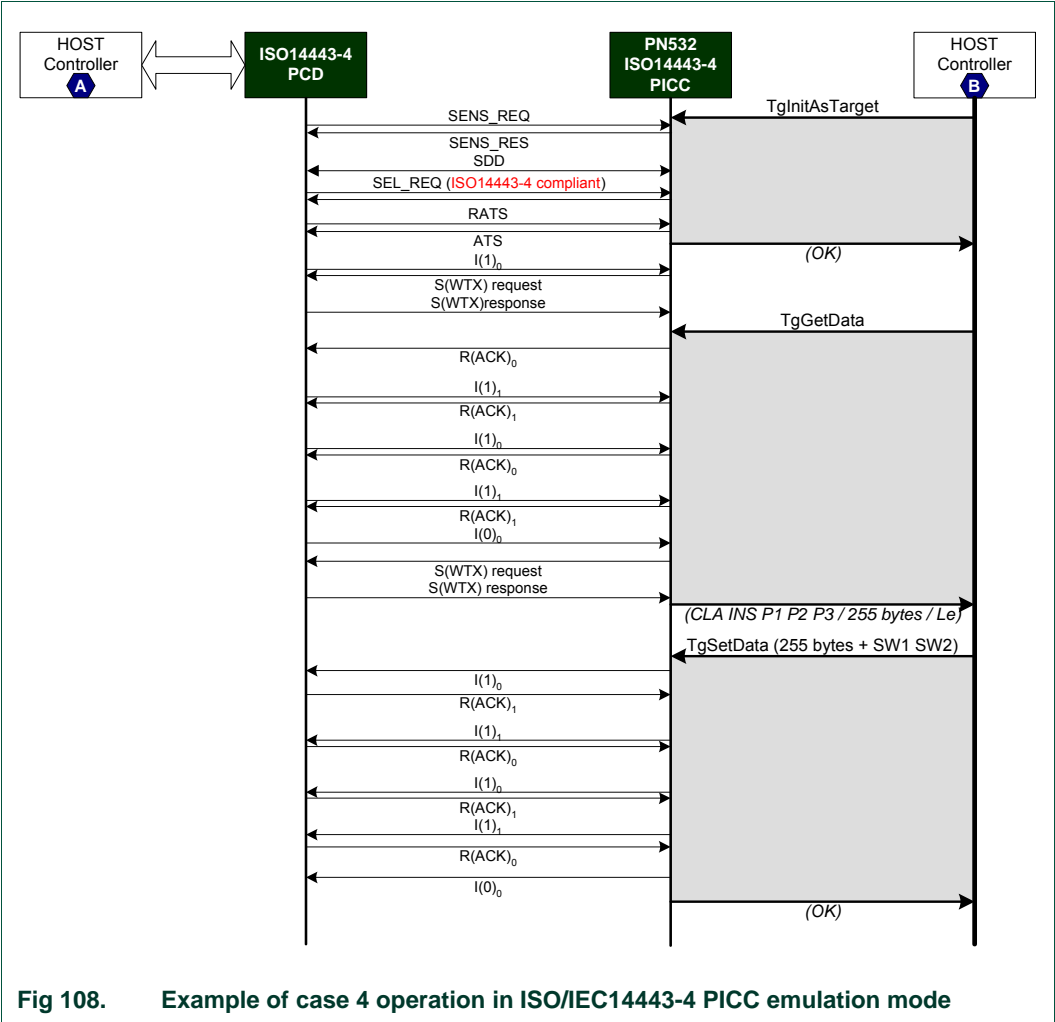 HOST
Controller
A
ISO14443-4
PCD
PN532
ISO14443-4
PICC
HOST
Controller
B
TgInitAsTarget
SENS_REQ
SENS_RES
SDD
SEL_REQ (ISO14443-4 compliant)
RATS
ATS
(OK)
I(1)₀
S(WTX) request
S(WTX)response
TgGetData
R(ACK)₀
I(1)₁
R(ACK)₁
I(1)₀
R(ACK)₀
I(1)₁
R(ACK)₁
I(0)₀
S(WTX) request
S(WTX) response
(CLA INS P1 P2 P3 / 255 bytes / Le)
TgSetData (255 bytes + SW1 SW2)
I(1)₀
R(ACK)₁
I(1)₁
R(ACK)₀
I(1)₀
R(ACK)₁
I(1)₁
R(ACK)₀
I(0)₀
(OK)
Fig 108. Example of case 4 operation in ISO/IEC14443-4 PICC emulation mode